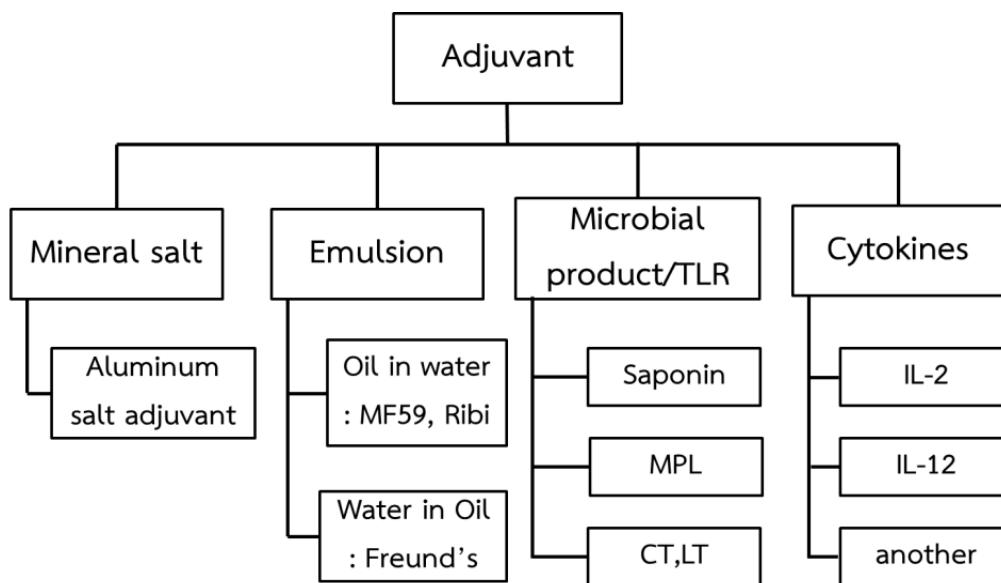 Adjuvant
Mineral salt
Aluminum
salt adjuvant
Emulsion
Oil in water
: MF59, Ribi
Water in Oil
: Freund's
Microbial
product/TLR
Saponin
MPL
CT,LT
Cytokines
IL-2
IL-12
another